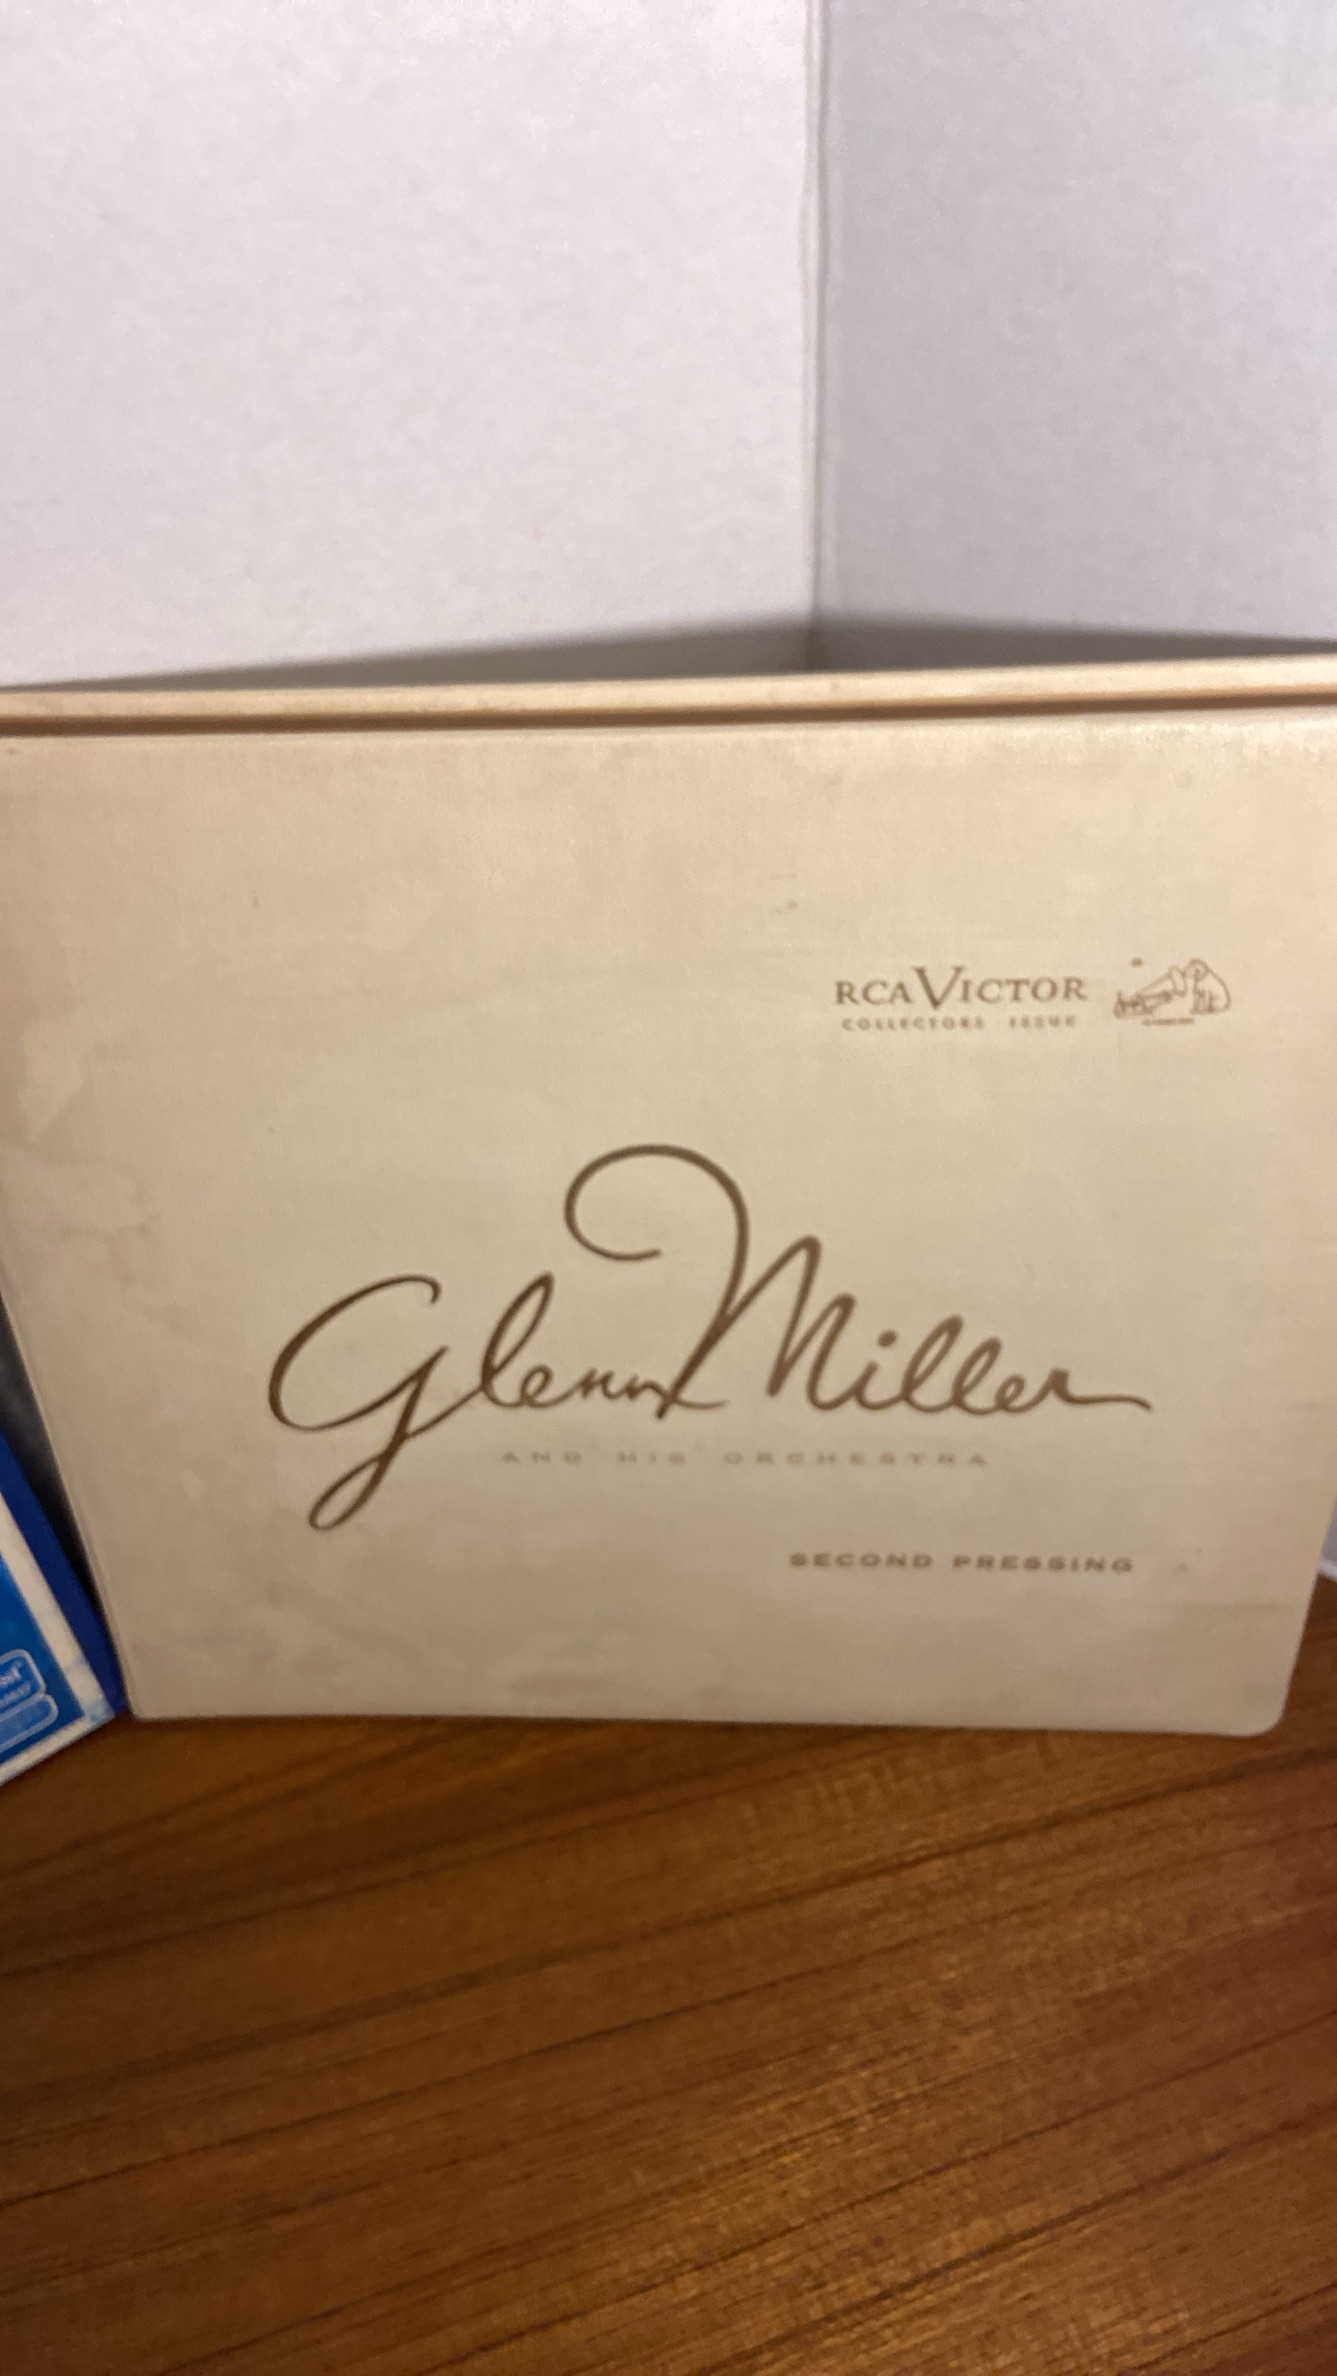 RCA VICTOR
COLLECTORS ISSUE
Glenn Miller
AND HIS ORCHESTRA
SECOND PRESSING